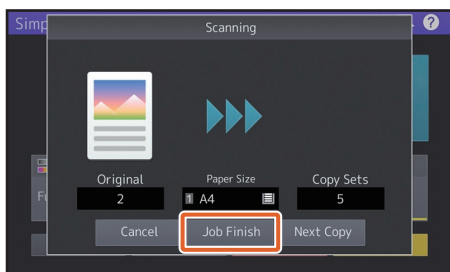 Simp
?
Scanning
Original
Paper Size
Copy Sets
2
1 A4
5
Cancel
Job Finish
Next Copy